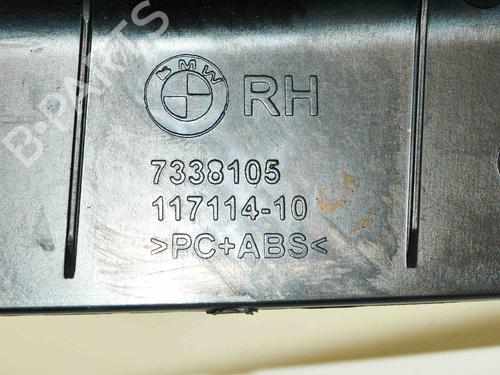 B-PARTS
BMW
RH
7338105
117114-10
>PC+ABS<